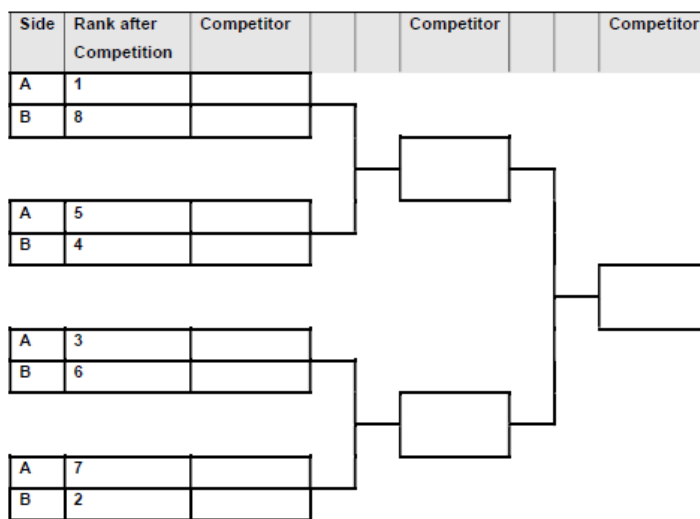 Side Rank after Competition Competitor Competitor Competitor
A 1
B 8
A 5
B 4
A 3
B 6
A 7
B 2